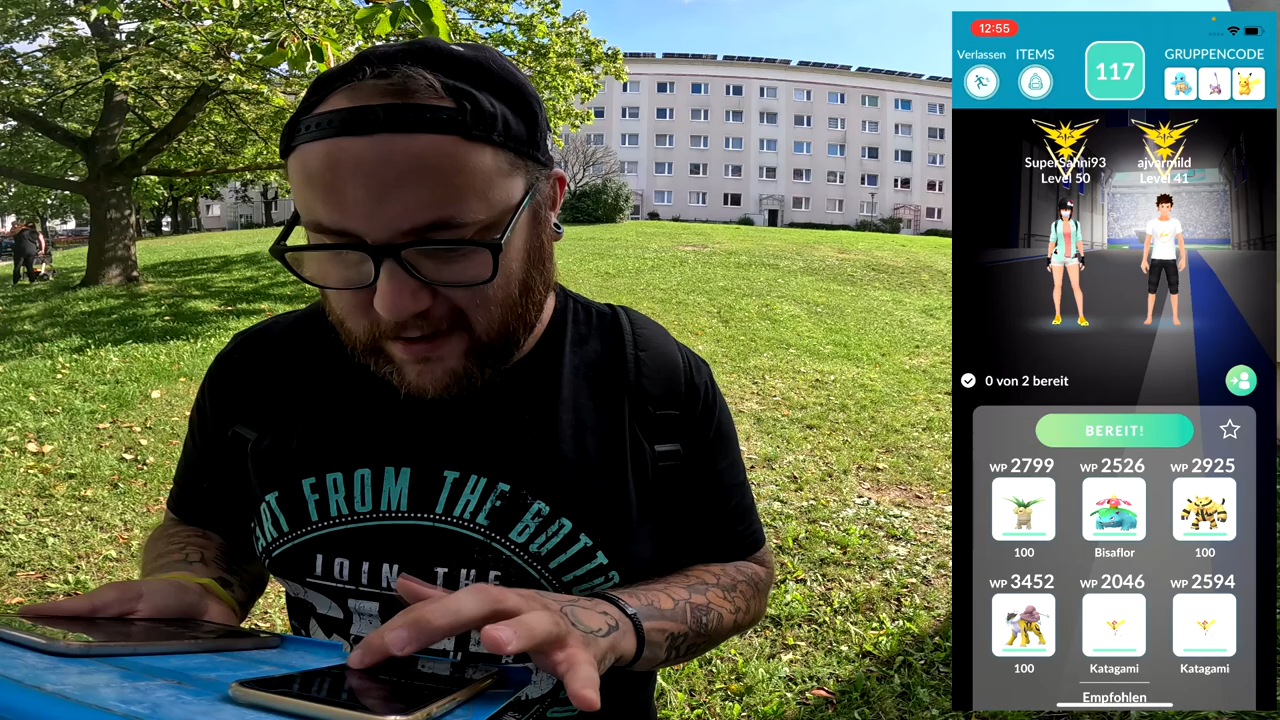 ART FROM THE BOTTO
JOIN THE
12:55
Verlassen
ITEMS
117
GRUPPENCODE
SuperSahni93
Level 50
ajvarmild
Level 41
0 von 2 bereit
BEREIT!
WP 2799
WP 2526
WP 2925
100
Bisaflor
100
WP 3452
WP 2046
WP 2594
100
Katagami
Katagami
Empfohlen